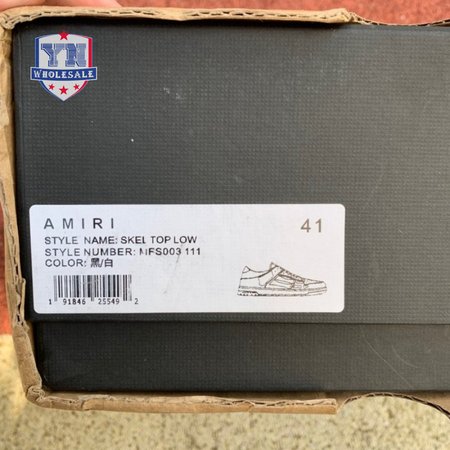 YN
WHOLESALE
AMIRI
41
STYLE NAME: SKEL TOP LOW
STYLE NUMBER: MFS003 111
COLOR: 黑/白
1 91846 25549 2